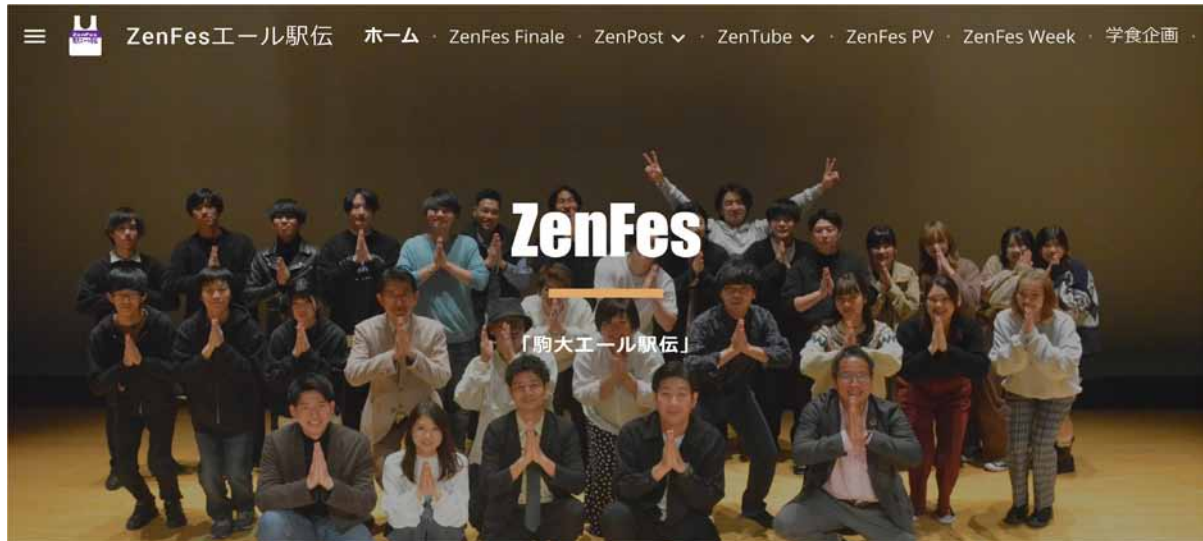 ZenFesエール駅伝 ホーム · ZenFes Finale · ZenPost · ZenTube · ZenFes PV · ZenFes Week · 学食企画 ·
ZenFes
「駒大エール駅伝」